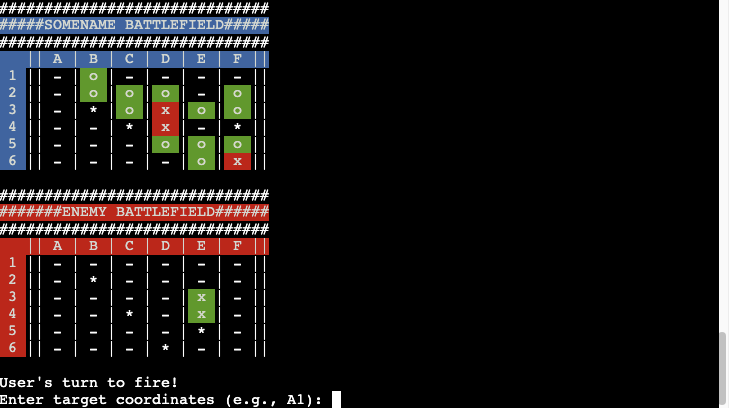 ##############################
#####SOMENAME BATTLEFIELD#####
##############################
|| A | B | C | D | E | F ||
1 || - | o | - | - | - | - ||
2 || - | o | o | o | - | o ||
3 || - | * | o | x | o | o ||
4 || - | - | * | x | - | * ||
5 || - | - | - | o | o | o ||
6 || - | - | - | - | o | x ||
##############################
#######ENEMY BATTLEFIELD######
##############################
|| A | B | C | D | E | F ||
1 || - | - | - | - | - | - ||
2 || - | * | - | - | - | - ||
3 || - | - | - | - | x | - ||
4 || - | - | * | - | x | - ||
5 || - | - | - | - | * | - ||
6 || - | - | - | * | - | - ||
User's turn to fire!
Enter target coordinates (e.g., A1):